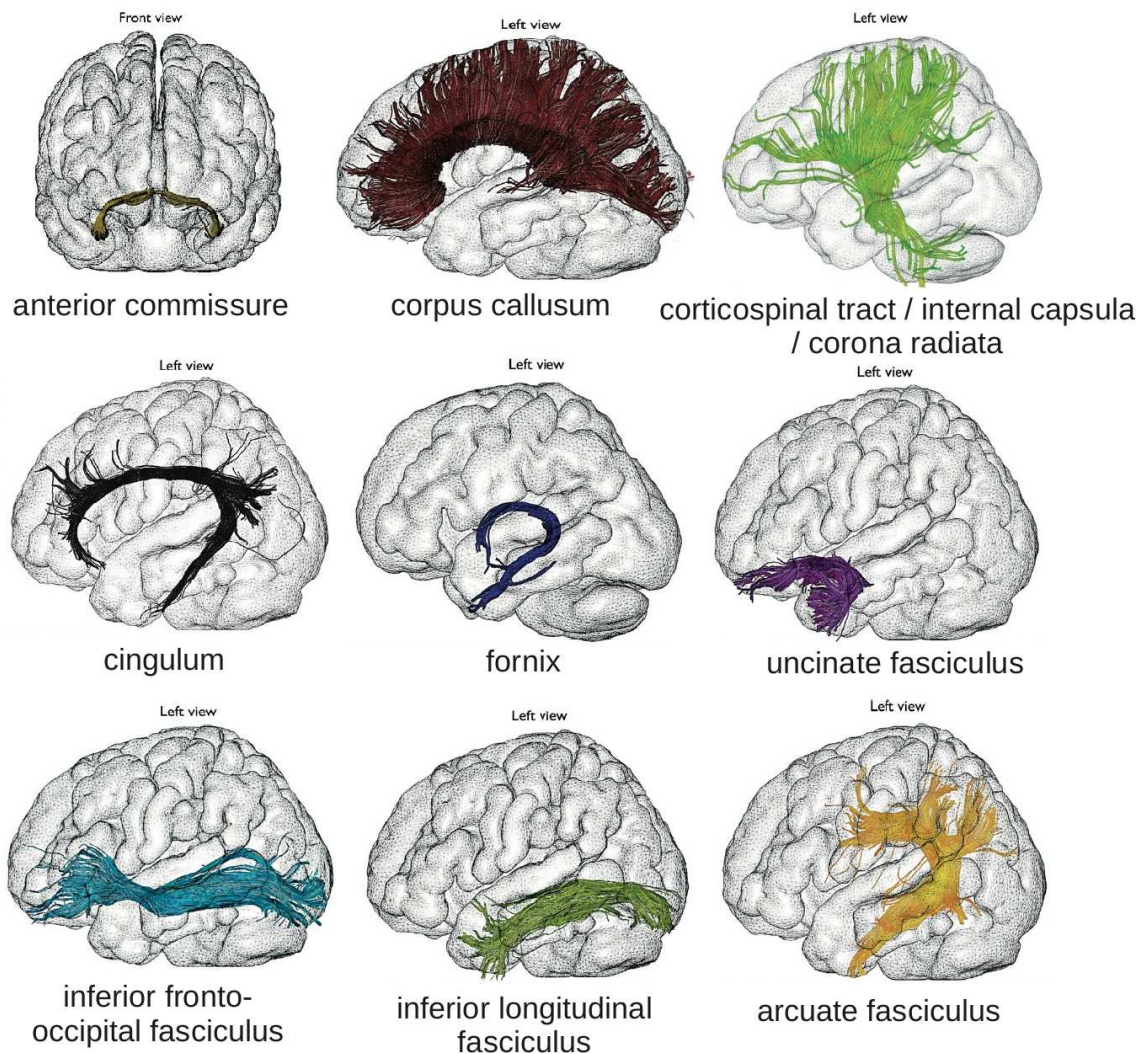 Front view
Left view
Left view
anterior commissure
corpus callusum
corticospinal tract / internal capsula
/ corona radiata
Left view
Left view
Left view
cingulum
fornix
uncinate fasciculus
Left view
Left view
Left view
inferior fronto-
occipital fasciculus
inferior longitudinal
fasciculus
arcuate fasciculus